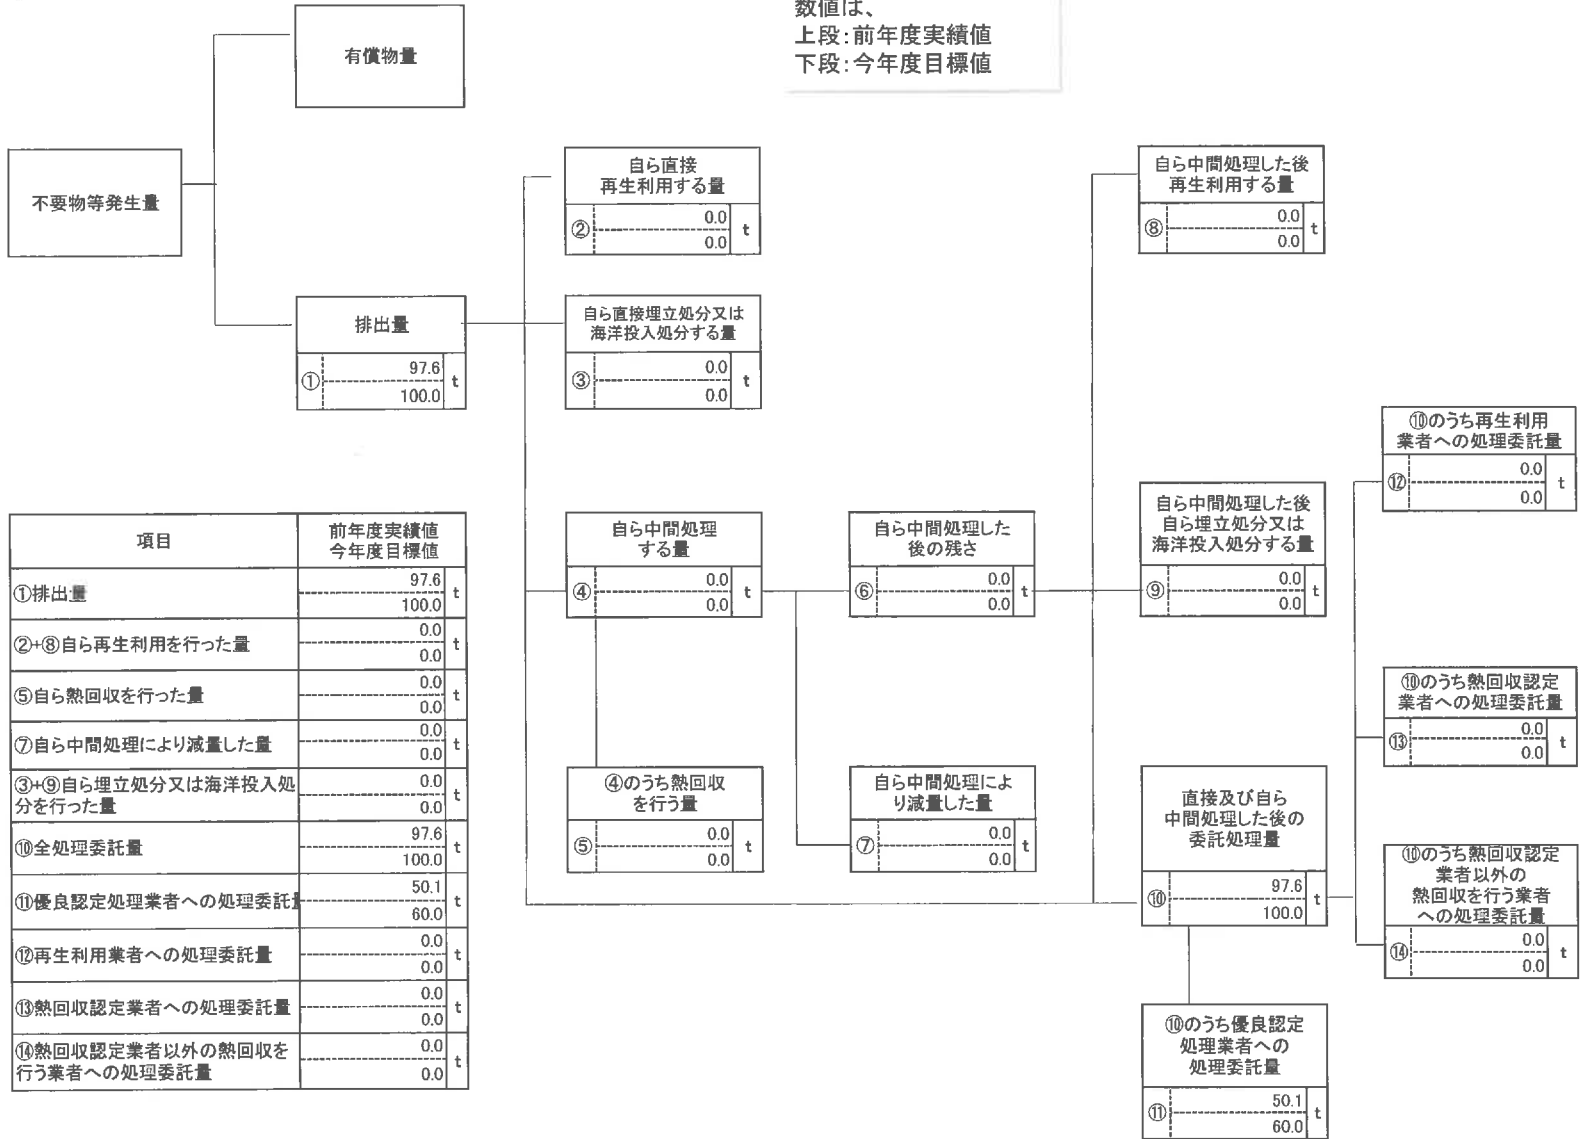 数値は、
上段:前年度実績値
下段:今年度目標値
有償物量
不要物等発生量
排出量
①
97.6
100.0
t
自ら直接
再生利用する量
②
0.0
0.0
t
自ら直接埋立処分又は
海洋投入処分する量
③
0.0
0.0
t
自ら中間処理した後
再生利用する量
⑧
0.0
0.0
t
⑩のうち再生利用
業者への処理委託量
⑫
0.0
0.0
t
自ら中間処理
する量
④
0.0
0.0
t
自ら中間処理した
後の残さ
⑥
0.0
0.0
t
自ら中間処理した後
自ら埋立処分又は
海洋投入処分する量
⑨
0.0
0.0
t
⑩のうち熱回収認定
業者への処理委託量
⑬
0.0
0.0
t
④のうち熱回収
を行う量
⑤
0.0
0.0
t
自ら中間処理によ
り減量した量
⑦
0.0
0.0
t
直接及び自ら
中間処理した後の
委託処理量
⑩
97.6
100.0
t
⑩のうち熱回収認定
業者以外の
熱回収を行う業者
への処理委託量
⑭
0.0
0.0
t
⑩のうち優良認定
処理業者への
処理委託量
⑪
50.1
60.0
t
項目
前年度実績値
今年度目標値
①排出量
97.6
100.0
t
②+⑧自ら再生利用を行った量
0.0
0.0
t
⑤自ら熱回収を行った量
0.0
0.0
t
⑦自ら中間処理により減量した量
0.0
0.0
t
③+⑨自ら埋立処分又は海洋投入処
分を行った量
0.0
0.0
t
⑩全処理委託量
97.6
100.0
t
⑪優良認定処理業者への処理委託
50.1
60.0
t
⑫再生利用業者への処理委託量
0.0
0.0
t
⑬熱回収認定業者への処理委託量
0.0
0.0
t
⑭熱回収認定業者以外の熱回収を
行う業者への処理委託量
0.0
0.0
t